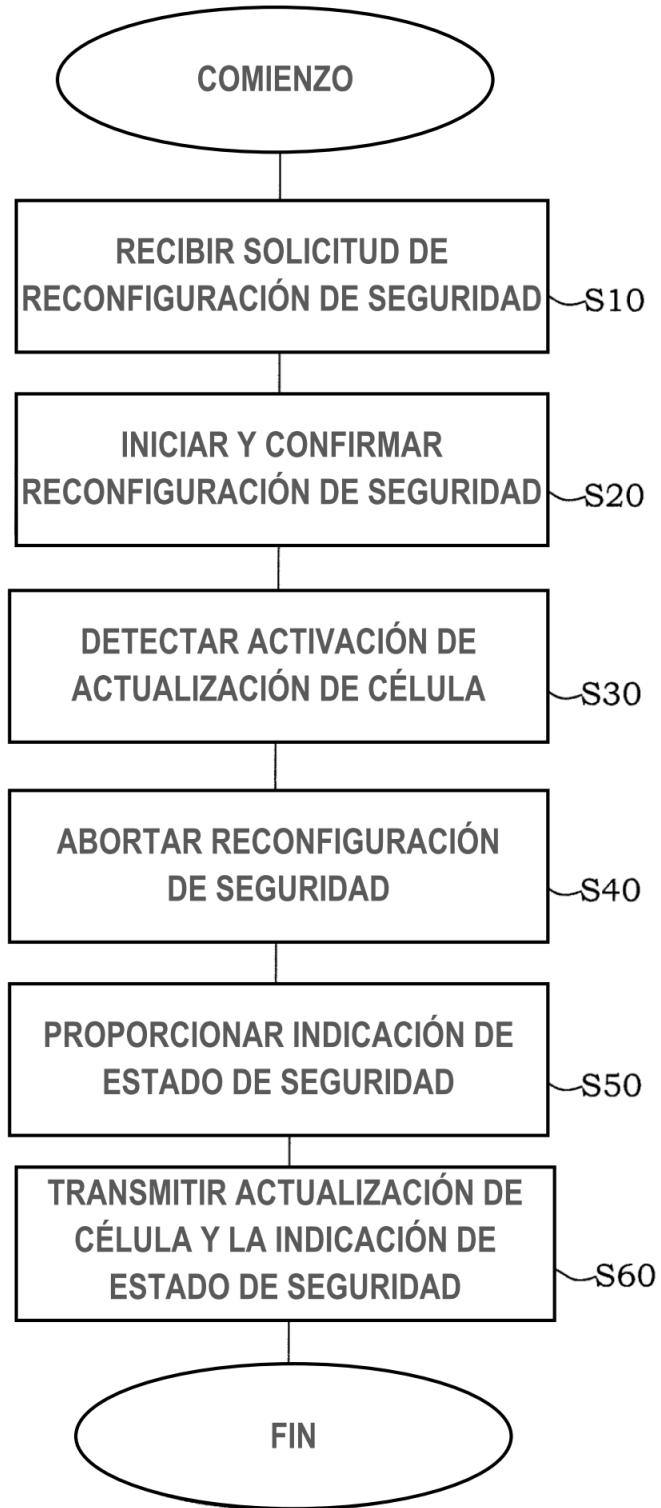 COMIENZO
RECIBIR SOLICITUD DE
RECONFIGURACIÓN DE SEGURIDAD
S10
INICIAR Y CONFIRMAR
RECONFIGURACIÓN DE SEGURIDAD
S20
DETECTAR ACTIVACIÓN DE
ACTUALIZACIÓN DE CÉLULA
S30
ABORTAR RECONFIGURACIÓN
DE SEGURIDAD
S40
PROPORCIONAR INDICACIÓN DE
ESTADO DE SEGURIDAD
S50
TRANSMITIR ACTUALIZACIÓN DE
CÉLULA Y LA INDICACIÓN DE
ESTADO DE SEGURIDAD
S60
FIN